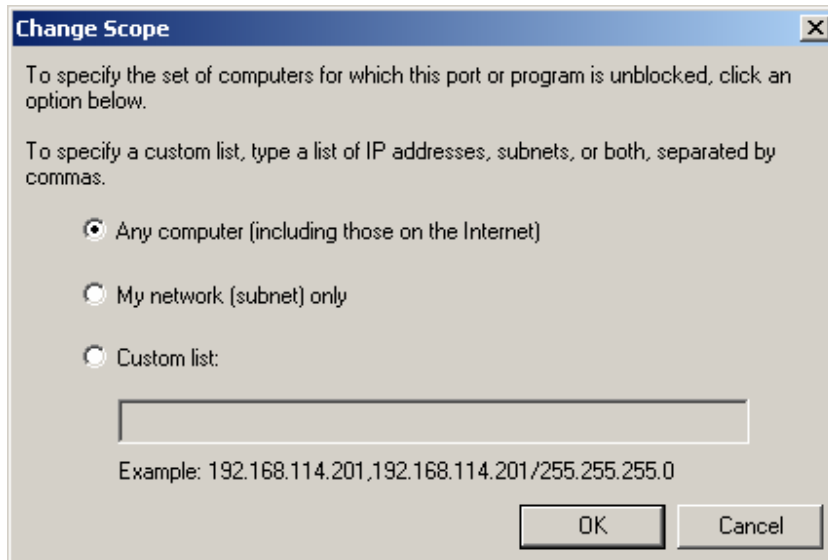 Change Scope
To specify the set of computers for which this port or program is unblocked, click an
option below.
To specify a custom list, type a list of IP addresses, subnets, or both, separated by
commas.
Any computer (including those on the Internet)
My network (subnet) only
Custom list:
Example: 192.168.114.201,192.168.114.201/255.255.255.0
OK Cancel